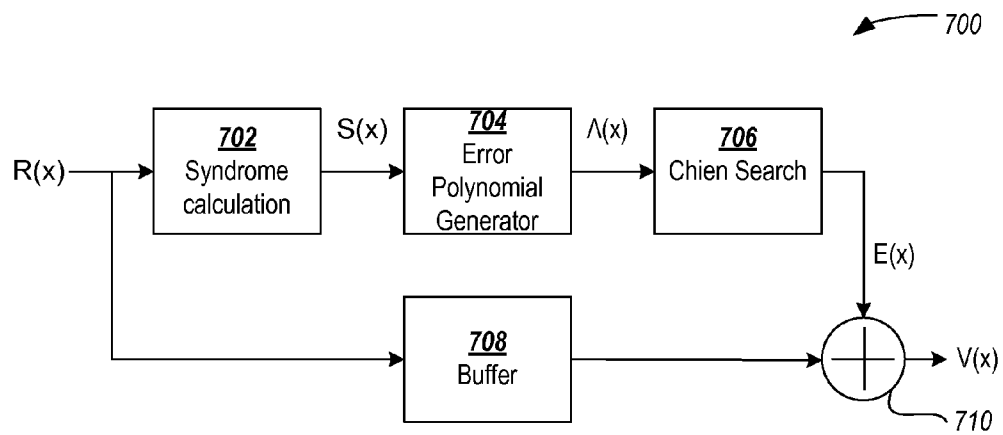 700
R(x)
702
Syndrome
calculation
S(x)
704
Error
Polynomial
Generator
Λ(x)
706
Chien Search
E(x)
708
Buffer
V(x)
710